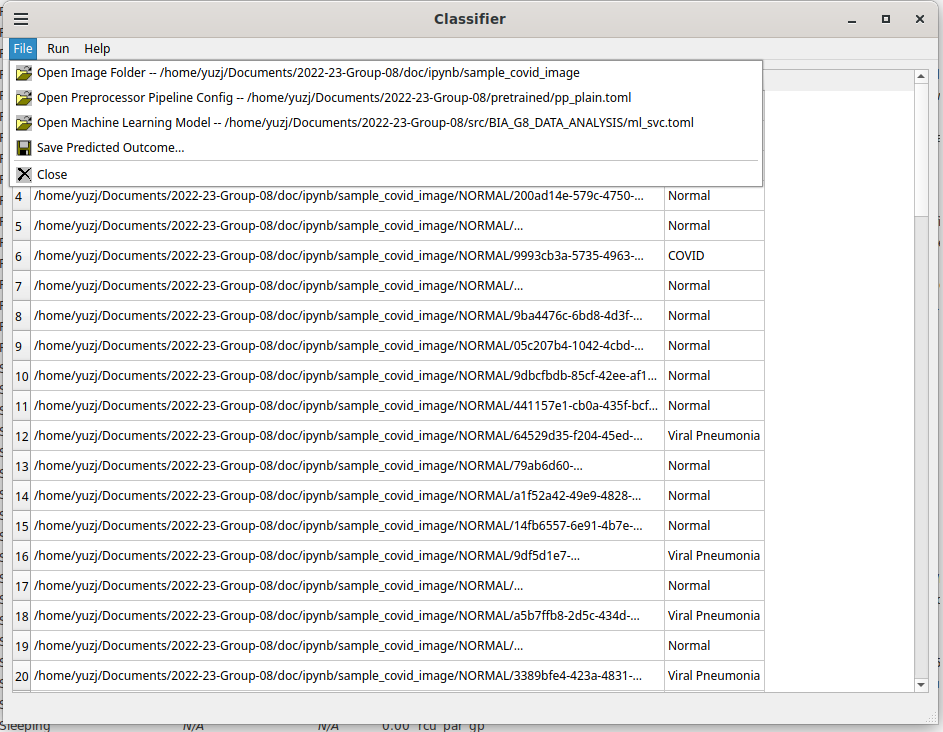 Classifier
File Run Help
Open Image Folder -- /home/yuzj/Documents/2022-23-Group-08/doc/ipynb/sample_covid_image
Open Preprocessor Pipeline Config -- /home/yuzj/Documents/2022-23-Group-08/pretrained/pp_plain.toml
Open Machine Learning Model -- /home/yuzj/Documents/2022-23-Group-08/src/BIA_G8_DATA_ANALYSIS/ml_svc.toml
Save Predicted Outcome...
Close
4 /home/yuzj/Documents/2022-23-Group-08/doc/ipynb/sample_covid_image/NORMAL/200ad14e-579c-4750-... Normal
5 /home/yuzj/Documents/2022-23-Group-08/doc/ipynb/sample_covid_image/NORMAL/... Normal
6 /home/yuzj/Documents/2022-23-Group-08/doc/ipynb/sample_covid_image/NORMAL/9993cb3a-5735-4963-... COVID
7 /home/yuzj/Documents/2022-23-Group-08/doc/ipynb/sample_covid_image/NORMAL/... Normal
8 /home/yuzj/Documents/2022-23-Group-08/doc/ipynb/sample_covid_image/NORMAL/9ba4476c-6bd8-4d3f-... Normal
9 /home/yuzj/Documents/2022-23-Group-08/doc/ipynb/sample_covid_image/NORMAL/05c207b4-1042-4cbd-... Normal
10 /home/yuzj/Documents/2022-23-Group-08/doc/ipynb/sample_covid_image/NORMAL/9dbcfbdb-85cf-42ee-af1... Normal
11 /home/yuzj/Documents/2022-23-Group-08/doc/ipynb/sample_covid_image/NORMAL/441157e1-cb0a-435f-bcf... Normal
12 /home/yuzj/Documents/2022-23-Group-08/doc/ipynb/sample_covid_image/NORMAL/64529d35-f204-45ed-... Viral Pneumonia
13 /home/yuzj/Documents/2022-23-Group-08/doc/ipynb/sample_covid_image/NORMAL/79ab6d60-... Normal
14 /home/yuzj/Documents/2022-23-Group-08/doc/ipynb/sample_covid_image/NORMAL/a1f52a42-49e9-4828-... Normal
15 /home/yuzj/Documents/2022-23-Group-08/doc/ipynb/sample_covid_image/NORMAL/14fb6557-6e91-4b7e-... Normal
16 /home/yuzj/Documents/2022-23-Group-08/doc/ipynb/sample_covid_image/NORMAL/9df5d1e7-... Viral Pneumonia
17 /home/yuzj/Documents/2022-23-Group-08/doc/ipynb/sample_covid_image/NORMAL/... Normal
18 /home/yuzj/Documents/2022-23-Group-08/doc/ipynb/sample_covid_image/NORMAL/a5b7ffb8-2d5c-434d-... Viral Pneumonia
19 /home/yuzj/Documents/2022-23-Group-08/doc/ipynb/sample_covid_image/NORMAL/... Normal
20 /home/yuzj/Documents/2022-23-Group-08/doc/ipynb/sample_covid_image/NORMAL/3389bfe4-423a-4831-... Viral Pneumonia
Sleeping N/A N/A 0.00 rcu_par_gp